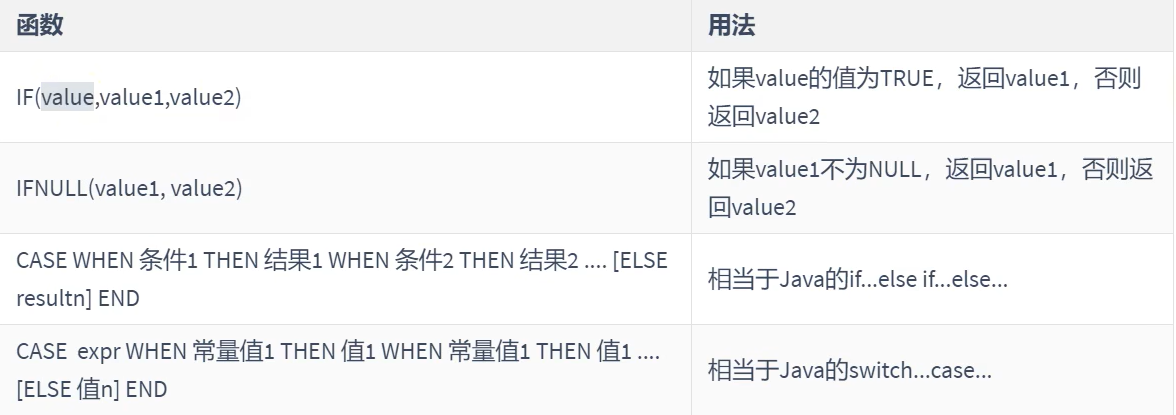 函数
用法
IF(value,value1,value2)
如果value的值为TRUE，返回value1，否则
返回value2
IFNULL(value1, value2)
如果value1不为NULL，返回value1，否则返
回value2
CASE WHEN 条件1 THEN 结果1 WHEN 条件2 THEN 结果2 .... [ELSE
resultn] END
相当于Java的if...else if...else...
CASE  expr WHEN 常量值1 THEN 值1 WHEN 常量值1 THEN 值1 ....
[ELSE 值n] END
相当于Java的switch...case...